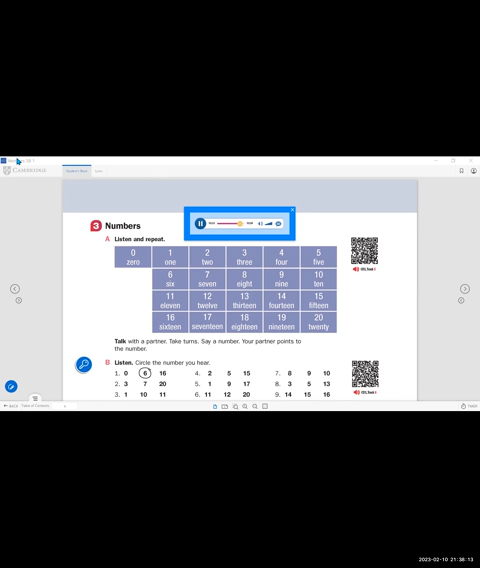 CAMBRIDGE
3 Numbers
A Listen and repeat.
0 1 2 3 4 5
zero one two three four five
6 7 8 9 10
six seven eight nine ten
11 12 13 14 15
eleven twelve thirteen fourteen fifteen
16 17 18 19 20
sixteen seventeen eighteen nineteen twenty
Talk with a partner. Take turns. Say a number. Your partner points to
the number.
B Listen. Circle the number you hear.
1. 0 6 16 4. 2 5 15 7. 8 9 10
2. 3 7 20 5. 1 9 17 8. 3 5 13
3. 1 10 11 6. 11 12 20 9. 14 15 16
BACK Table of Contents
2023-02-10 21:38:13